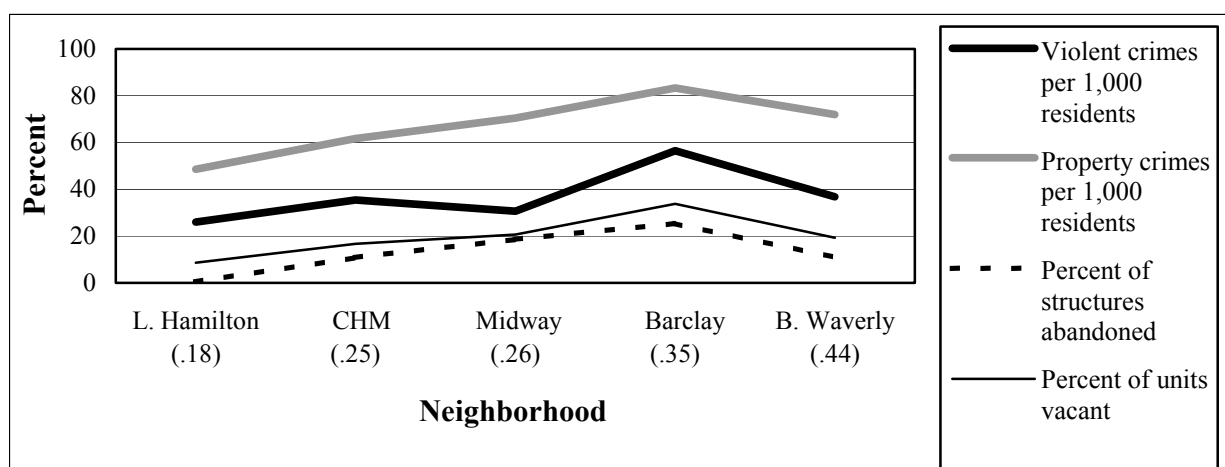 100
80
60
40
20
0
Percent
L. Hamilton CHM Midway Barclay B. Waverly
(.18) (.25) (.26) (.35) (.44)
Neighborhood
Violent crimes
per 1,000
residents
Property crimes
per 1,000
residents
Percent of
structures
abandoned
Percent of units
vacant